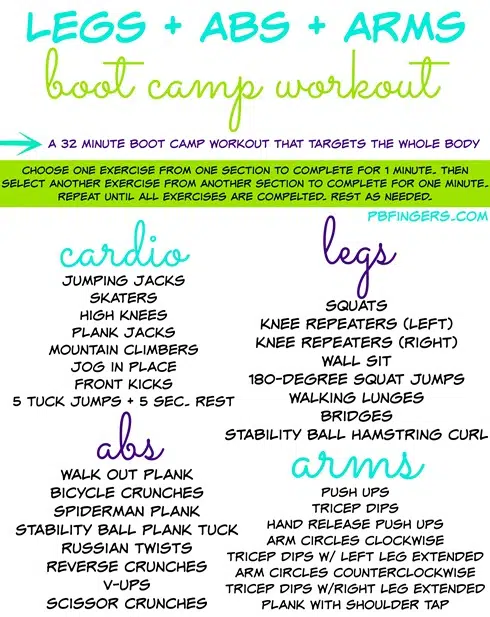 LEGS + ABS + ARMS
boot camp workout
A 32 MINUTE BOOT CAMP WORKOUT THAT TARGETS THE WHOLE BODY
CHOOSE ONE EXERCISE FROM ONE SECTION TO COMPLETE FOR 1 MINUTE. THEN
SELECT ANOTHER EXERCISE FROM ANOTHER SECTION TO COMPLETE FOR ONE MINUTE.
REPEAT UNTIL ALL EXERCISES ARE COMPELTED. REST AS NEEDED.
PBFINGERS.COM
cardio
JUMPING JACKS
SKATERS
HIGH KNEES
PLANK JACKS
MOUNTAIN CLIMBERS
JOG IN PLACE
FRONT KICKS
5 TUCK JUMPS + 5 SEC. REST
legs
SQUATS
KNEE REPEATERS (LEFT)
KNEE REPEATERS (RIGHT)
WALL SIT
180-DEGREE SQUAT JUMPS
WALKING LUNGES
BRIDGES
STABILITY BALL HAMSTRING CURL
abs
WALK OUT PLANK
BICYCLE CRUNCHES
SPIDERMAN PLANK
STABILITY BALL PLANK TUCK
RUSSIAN TWISTS
REVERSE CRUNCHES
V-UPS
SCISSOR CRUNCHES
arms
PUSH UPS
TRICEP DIPS
HAND RELEASE PUSH UPS
ARM CIRCLES CLOCKWISE
TRICEP DIPS W/ LEFT LEG EXTENDED
ARM CIRCLES COUNTERCLOCKWISE
TRICEP DIPS W/RIGHT LEG EXTENDED
PLANK WITH SHOULDER TAP